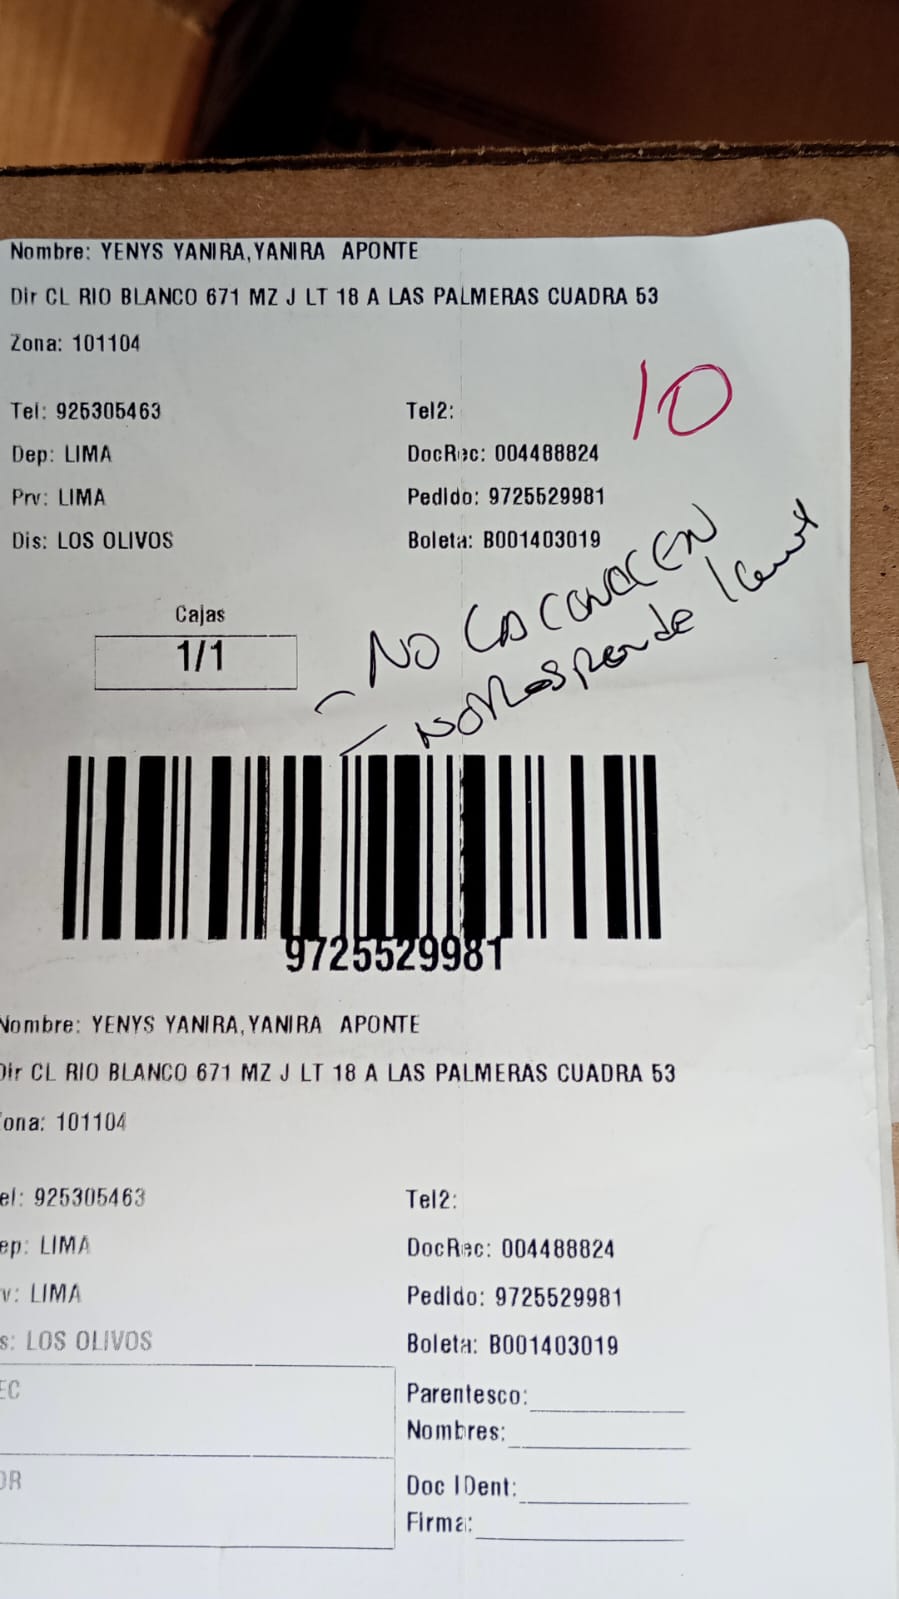 Nombre: YENYS YANIRA,YANIRA APONTE
Dir CL RIO BLANCO 671 MZ J LT 18 A LAS PALMERAS CUADRA 53
Zona: 101104
10
Tel: 925305463 Tel2:
Dep: LIMA DocRec: 004488824
Prv: LIMA Pedido: 9725529981
Dis: LOS OLIVOS Boleta: B001403019
Cajas
1/1
- NO LA CONOCEN
- NO Responde
9725529981
Nombre: YENYS YANIRA,YANIRA APONTE
Dir CL RIO BLANCO 671 MZ J LT 18 A LAS PALMERAS CUADRA 53
ona: 101104
el: 925305463 Tel2:
ep: LIMA DocRec: 004488824
v: LIMA Pedido: 9725529981
s: LOS OLIVOS Boleta: B001403019
EC
Parentesco:
Nombres:
OR
Doc IDent:
Firma: